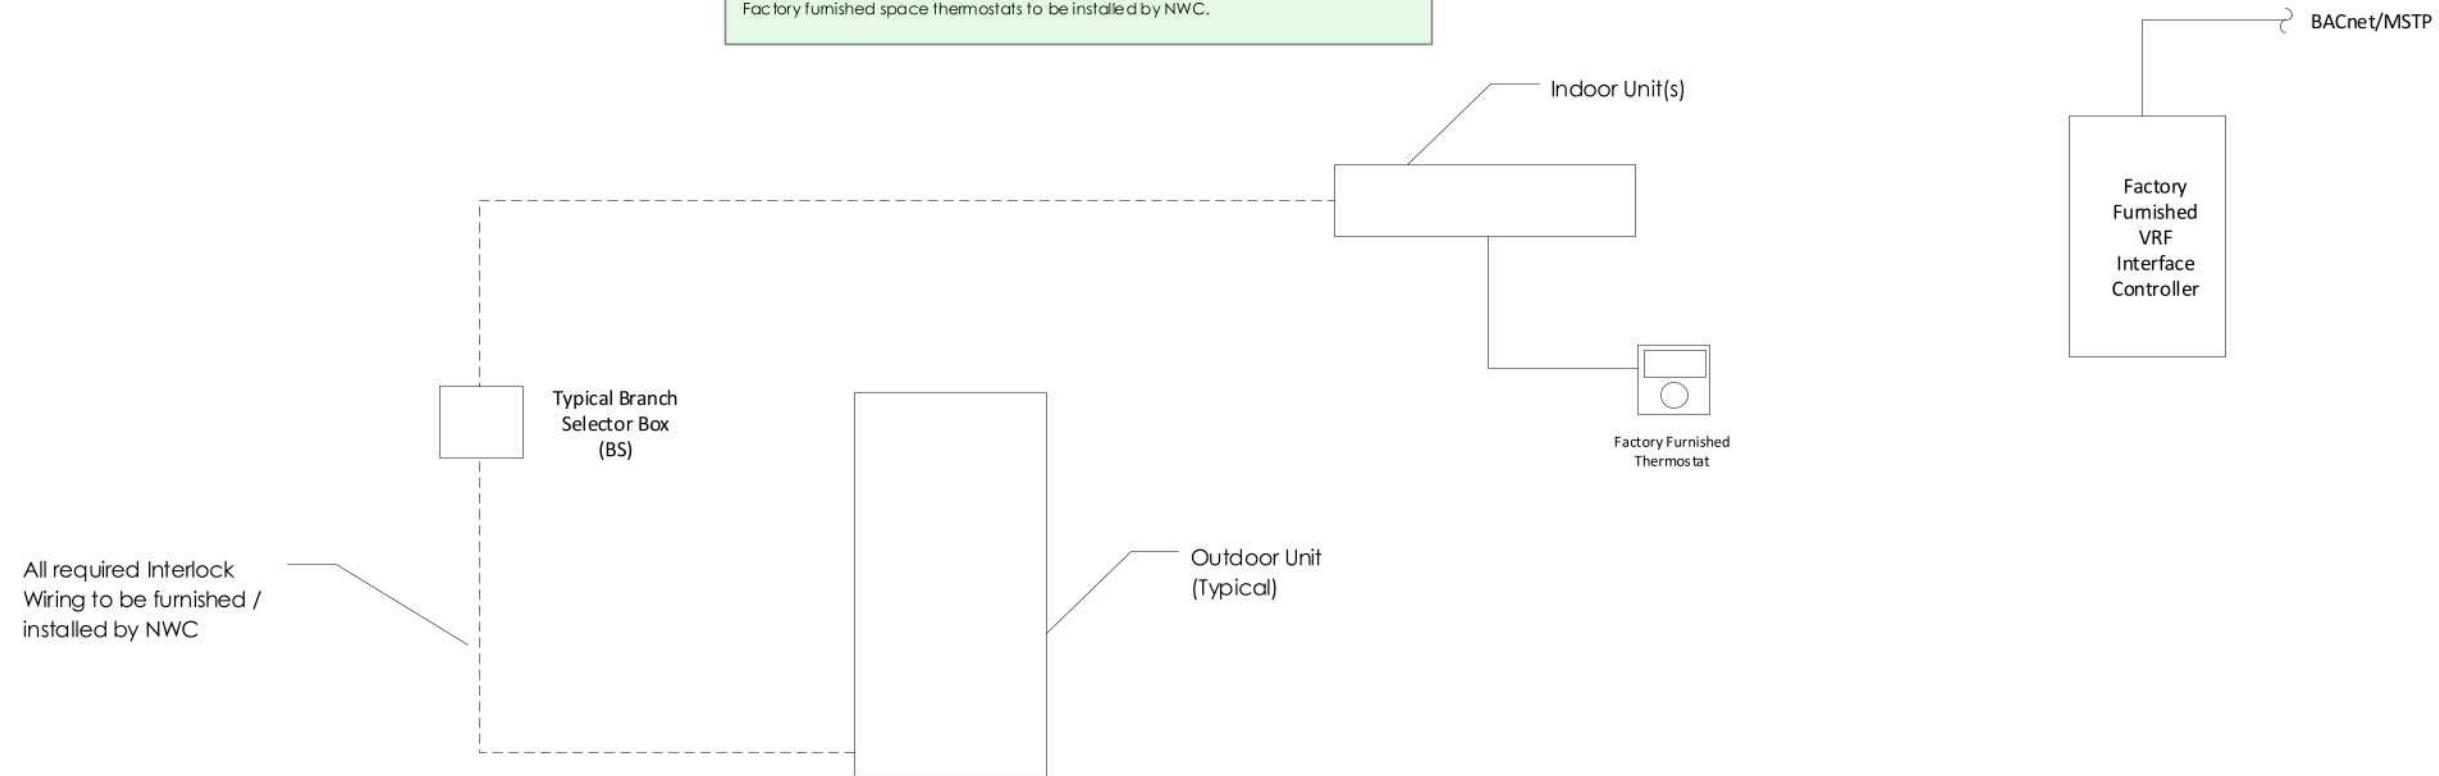 Factory furnished space thermostats to be installed by NWC.
BACnet/MSTP
Indoor Unit(s)
Factory
Furnished
VRF
Interface
Controller
Typical Branch
Selector Box
(BS)
Factory Furnished
Thermostat
Outdoor Unit
(Typical)
All required Interlock
Wiring to be furnished /
installed by NWC